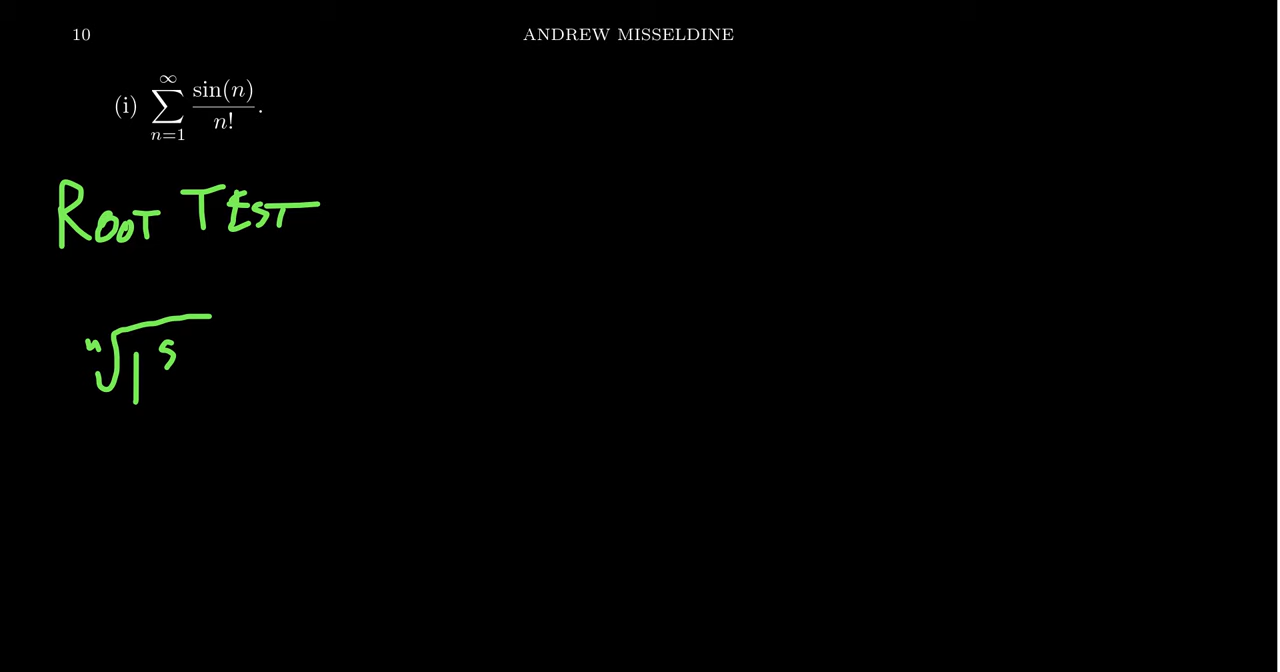 10 ANDREW MISSELDINE
(i) ∑_{n=1}^{∞} sin(n)/n!.
ROOT TEST
ⁿ√|s